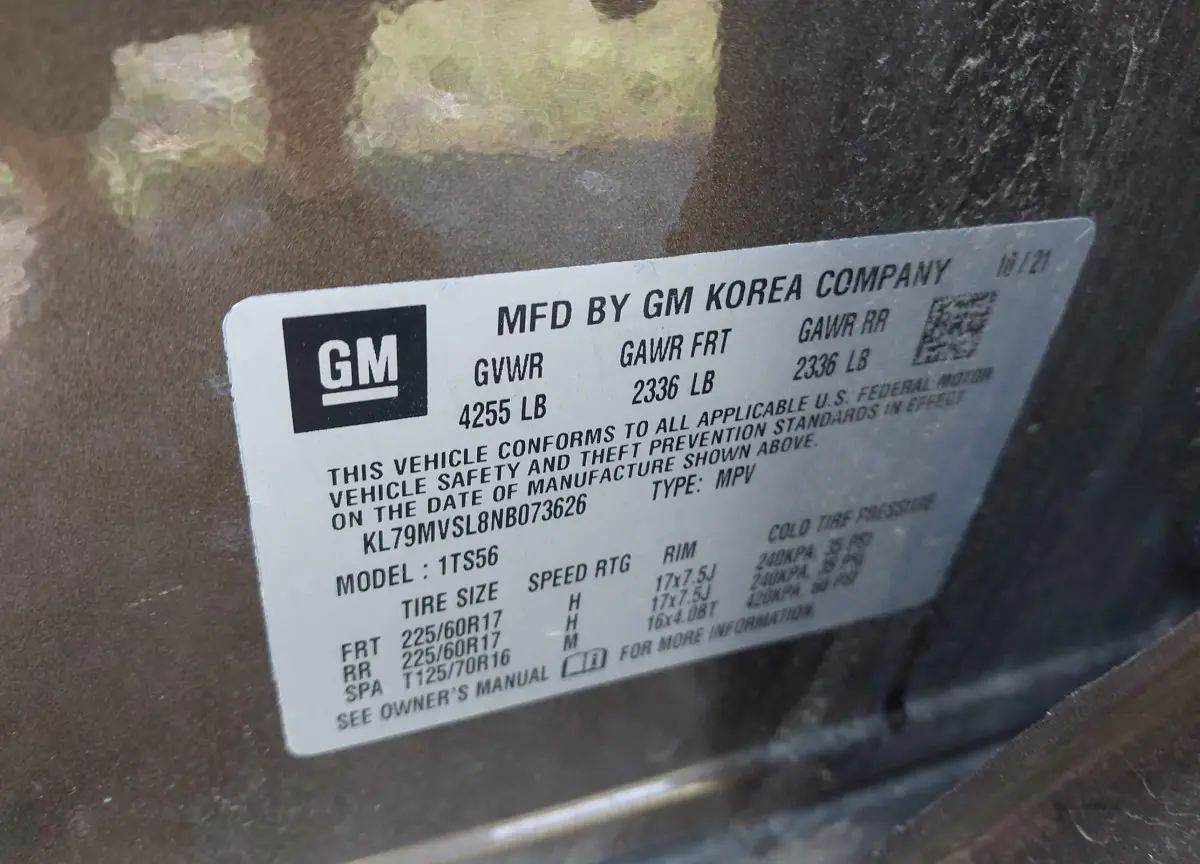 MFD BY GM KOREA COMPANY 10/21
GM
GVWR GAWR FRT GAWR RR
4255 LB 2336 LB 2336 LB
THIS VEHICLE CONFORMS TO ALL APPLICABLE U.S. FEDERAL MOTOR
VEHICLE SAFETY AND THEFT PREVENTION STANDARDS IN EFFECT
ON THE DATE OF MANUFACTURE SHOWN ABOVE.
KL79MVSL8NB073626 TYPE: MPV
MODEL : 1TS56
TIRE SIZE SPEED RTG RIM COLD TIRE PRESSURE
FRT 225/60R17 H 17x7.5J 240KPA, 35 PSI
RR 225/60R17 H 17x7.5J 240KPA, 35 PSI
SPA T125/70R16 M 16x4.0BT 420KPA, 60 PSI
SEE OWNER'S MANUAL FOR MORE INFORMATION